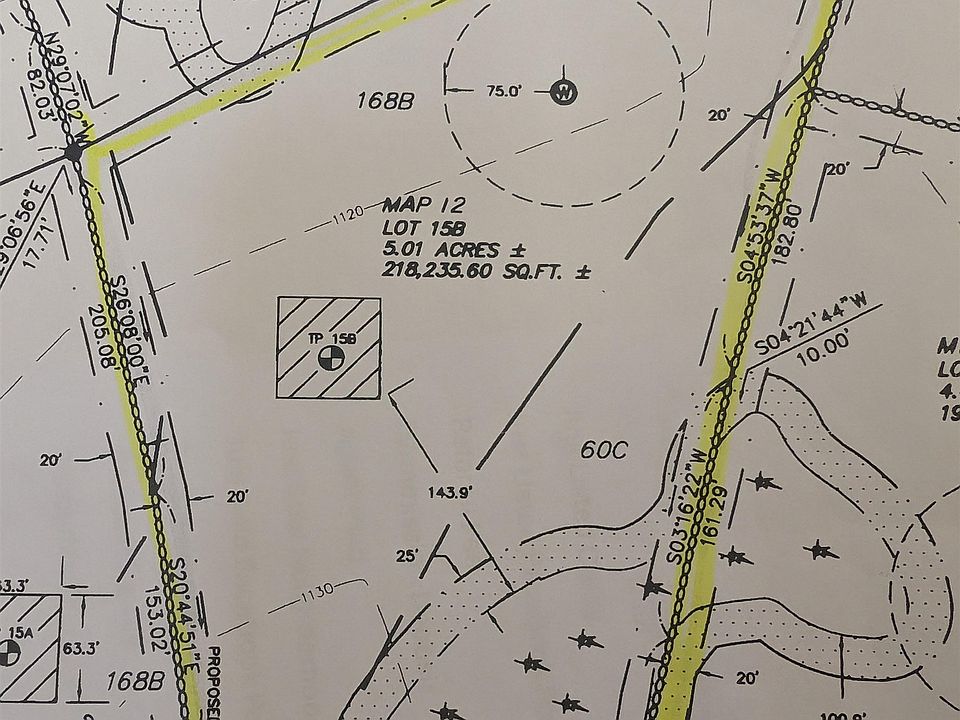 N29°07'02"W
82.03'
168B
75.0'
W
20'
20'
17.71'
1120
MAP 12
LOT 15B
5.01 ACRES ±
218,235.60 SQ.FT. ±
S04°53'37"W
182.80'
S26°08'00"E
205.08'
TP 15B
S04°21'44"W
10.00'
20'
20'
143.9'
60C
S03°16'22"W
161.29'
25'
1130
63.3'
15A
63.3'
S20°44'51"E
153.02'
168B
20'